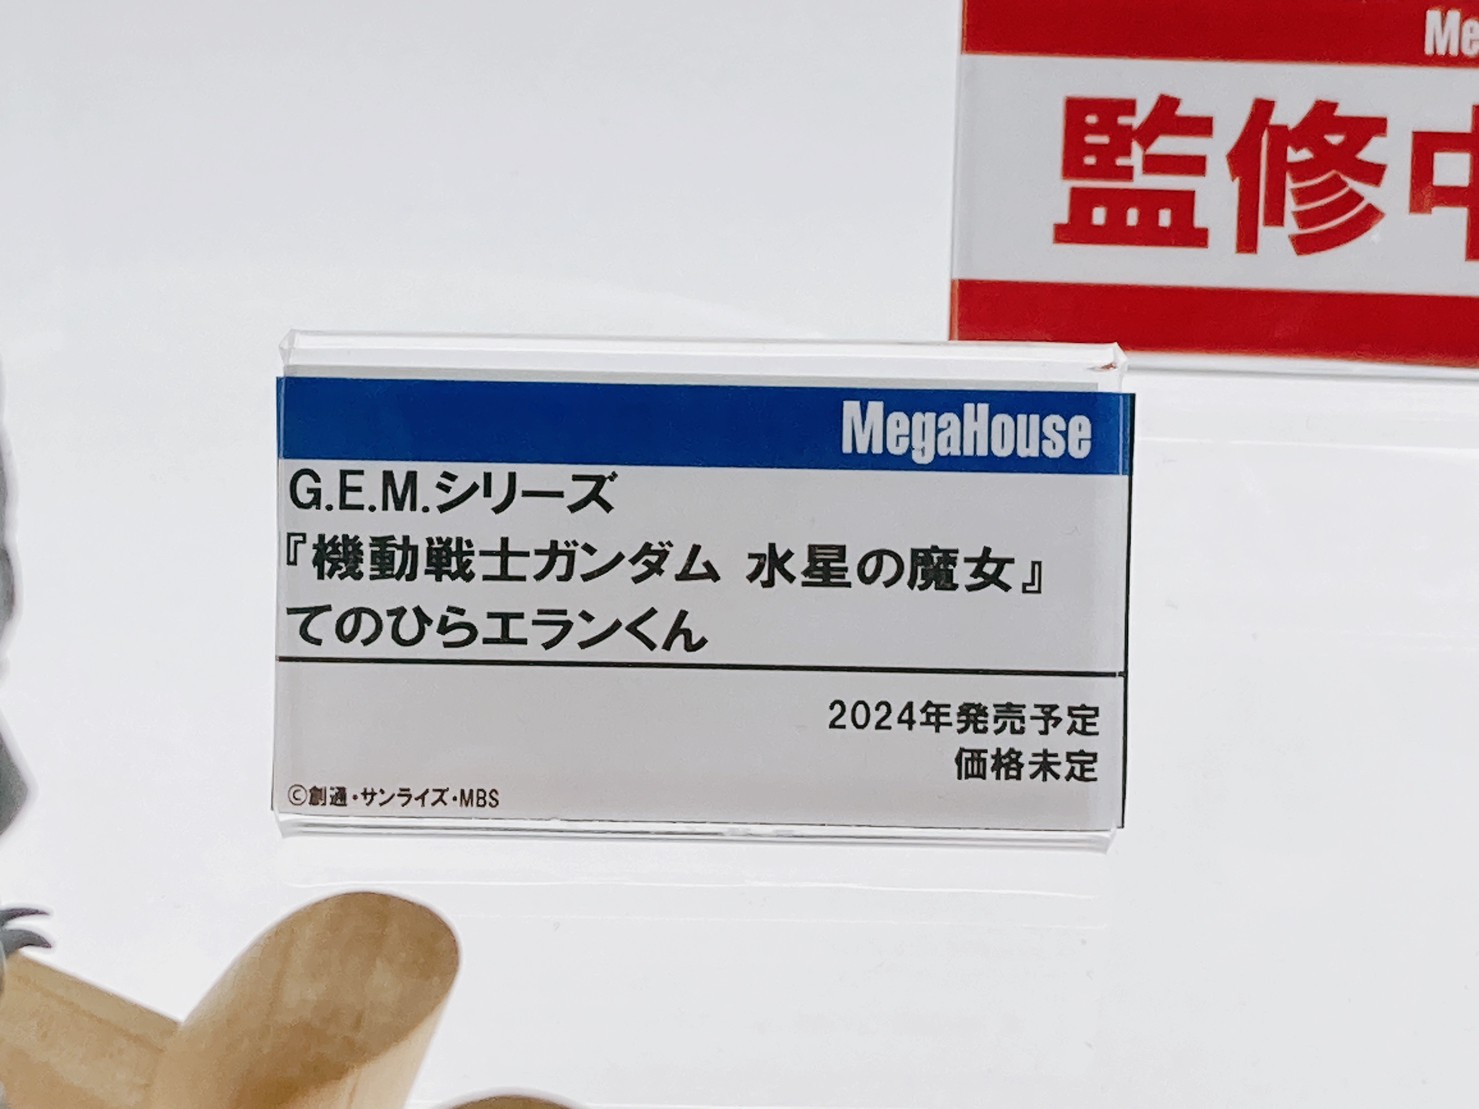 Me
監修中
MegaHouse
G.E.M.シリーズ
『機動戦士ガンダム 水星の魔女』
てのひらエランくん
2024年発売予定
価格未定
©創通・サンライズ・MBS